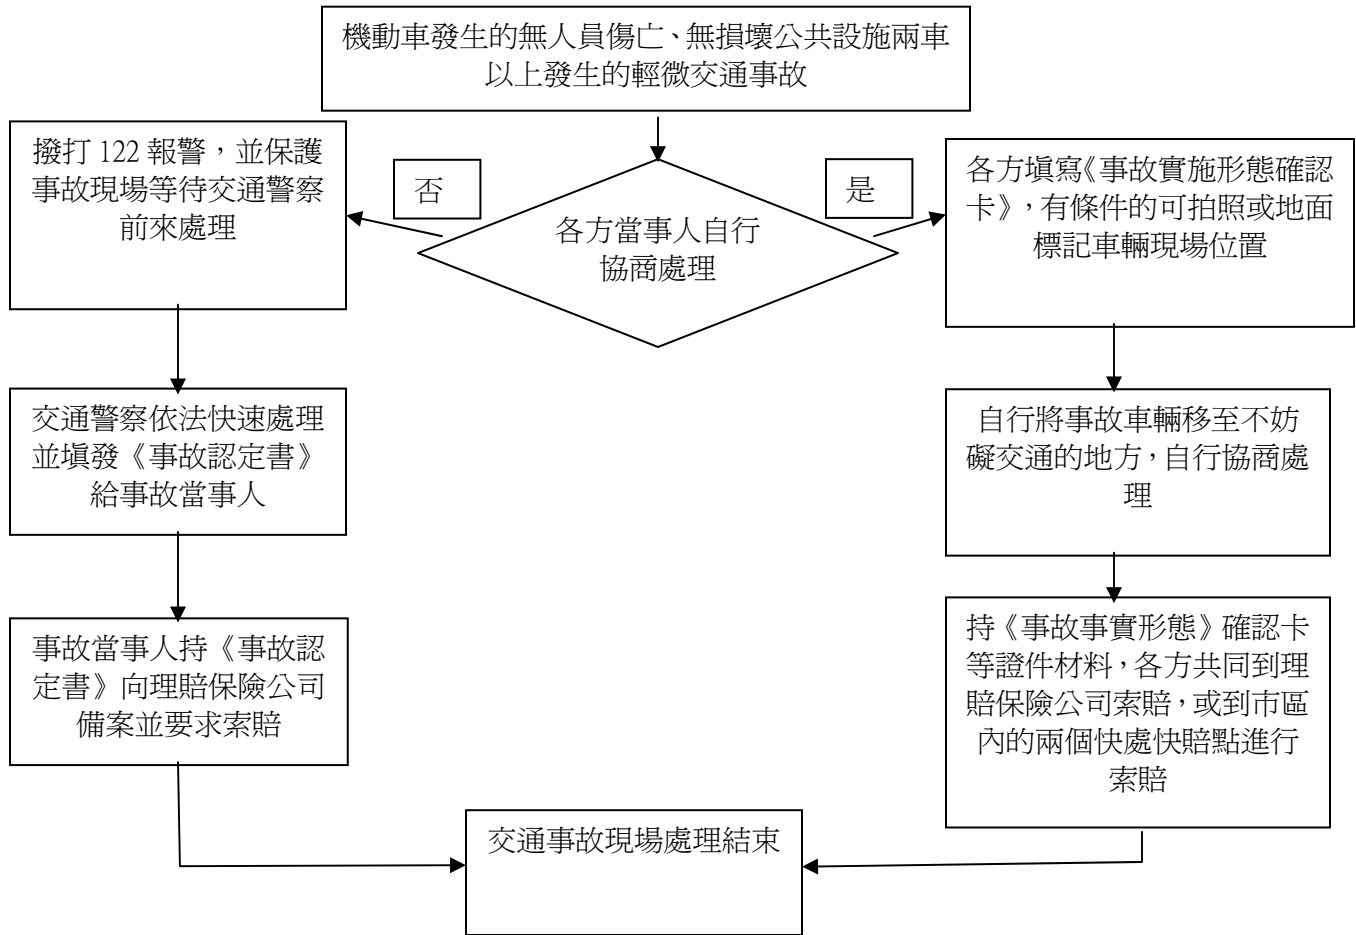 機動車發生的無人員傷亡、無損壞公共設施兩車
以上發生的輕微交通事故
撥打 122 報警，並保護
事故現場等待交通警察
前來處理
否
各方當事人自行
協商處理
是
各方填寫《事故實施形態確認
卡》，有條件的可拍照或地面
標記車輛現場位置
交通警察依法快速處理
並填發《事故認定書》
給事故當事人
自行將事故車輛移至不妨
礙交通的地方，自行協商處
理
事故當事人持《事故認
定書》向理賠保險公司
備案並要求索賠
持《事故事實形態》確認卡
等證件材料，各方共同到理
賠保險公司索賠，或到市區
內的兩個快處快賠點進行
索賠
交通事故現場處理結束